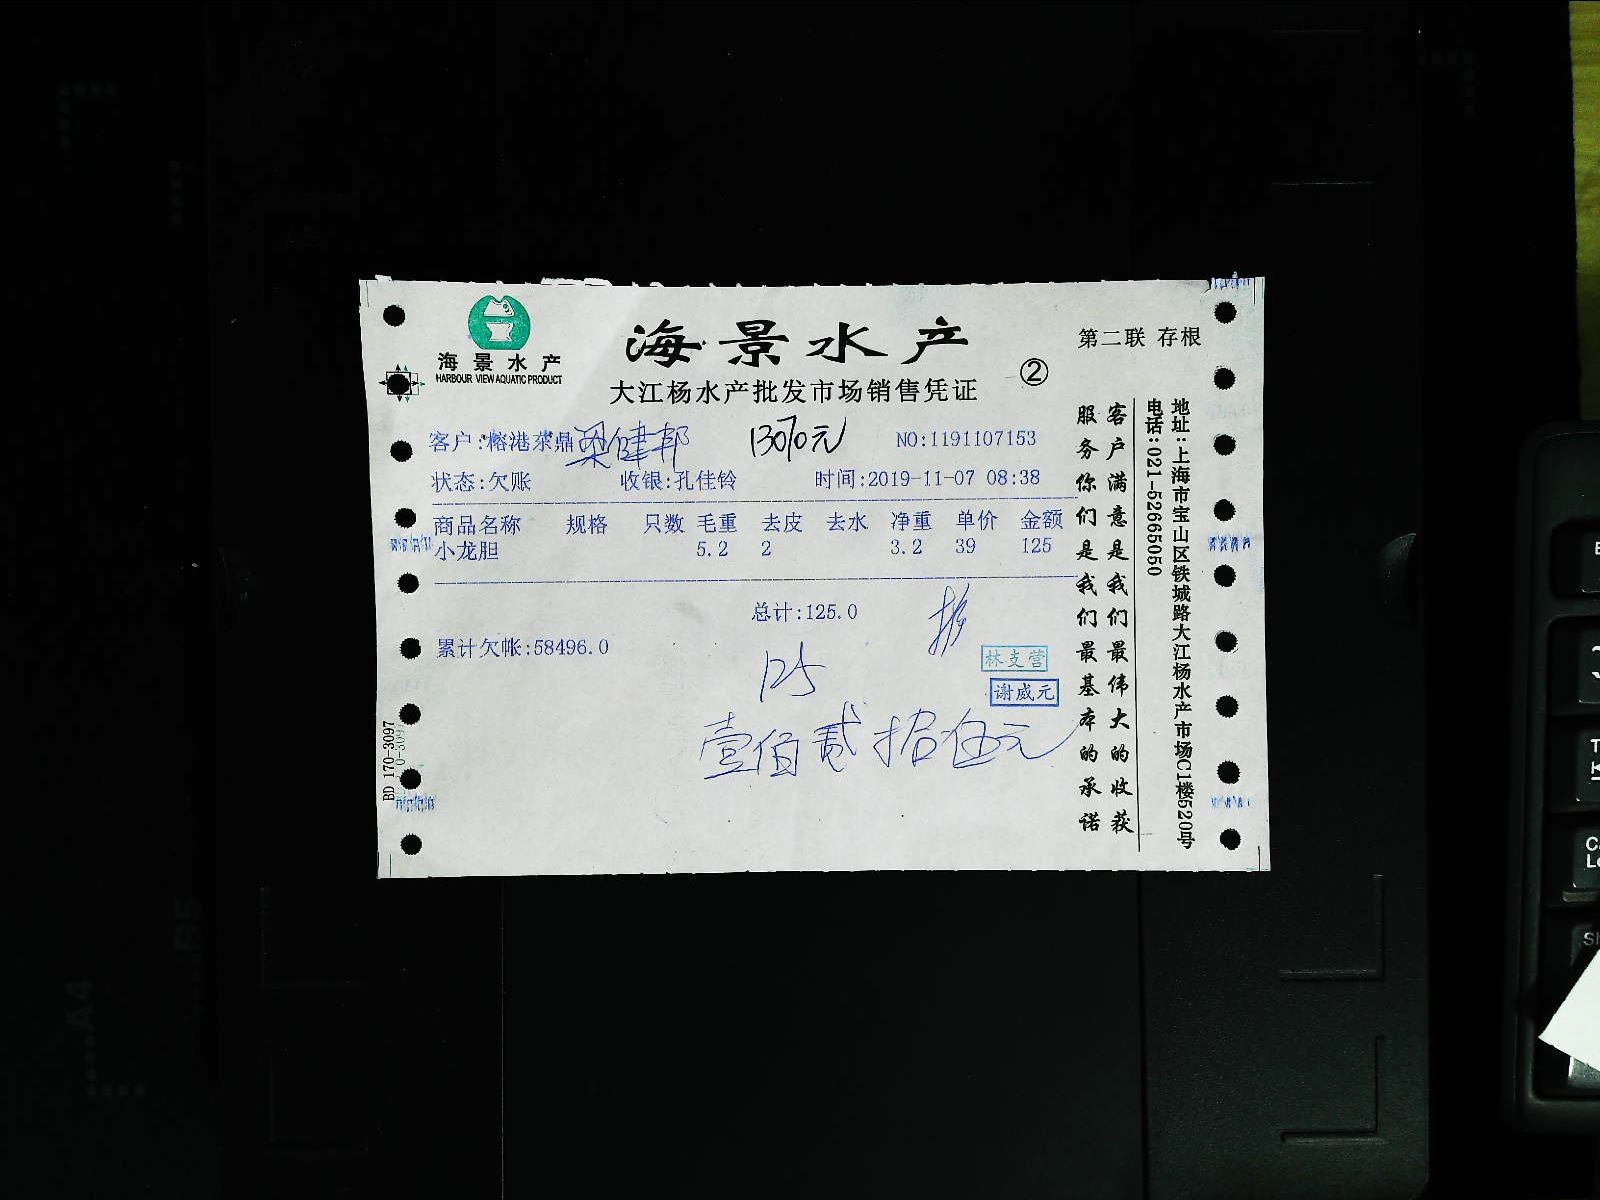 海景水产
HARBOUR VIEW AQUATIC PRODUCT
海景水产
大江杨水产批发市场销售凭证
②
第二联 存根
客户:榕港荣鼎 梁健邦
NO:1191107153
状态:欠账 收银:孔佳铃 时间:2019-11-07 08:38
商品名称 规格 只数 毛重 去皮 去水 净重 单价 金额
小龙胆 5.2 2 3.2 39 125
总计:125.0
累计欠帐:58496.0
125
林支营
谢威元
壹佰贰拾伍元
客户满意是我们最伟大的收获
服务你们是我们最基本的承诺
地址:上海市宝山区铁城路大江杨水产市场C1楼520号
电话:021-52665050
BD 170-3097
A4
B5